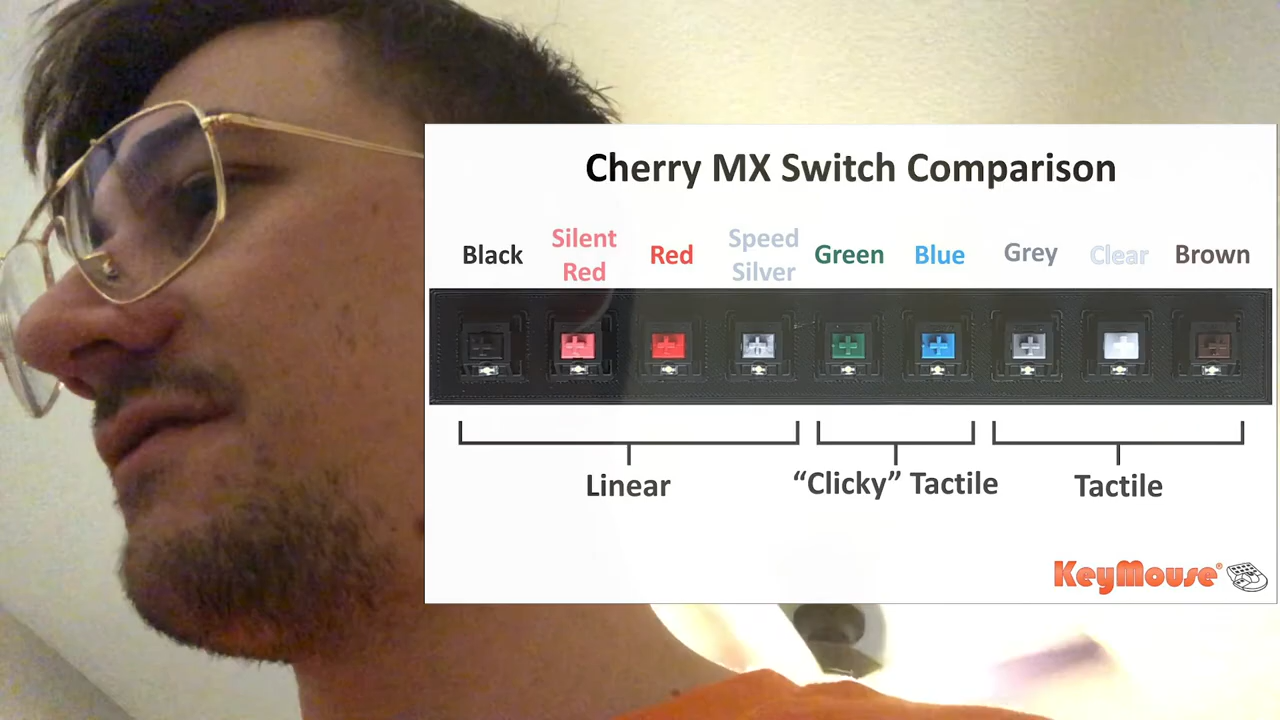 Cherry MX Switch Comparison
Black Silent Red Red Speed Silver Green Blue Grey Clear Brown
Linear “Clicky” Tactile Tactile
KeyMouse®